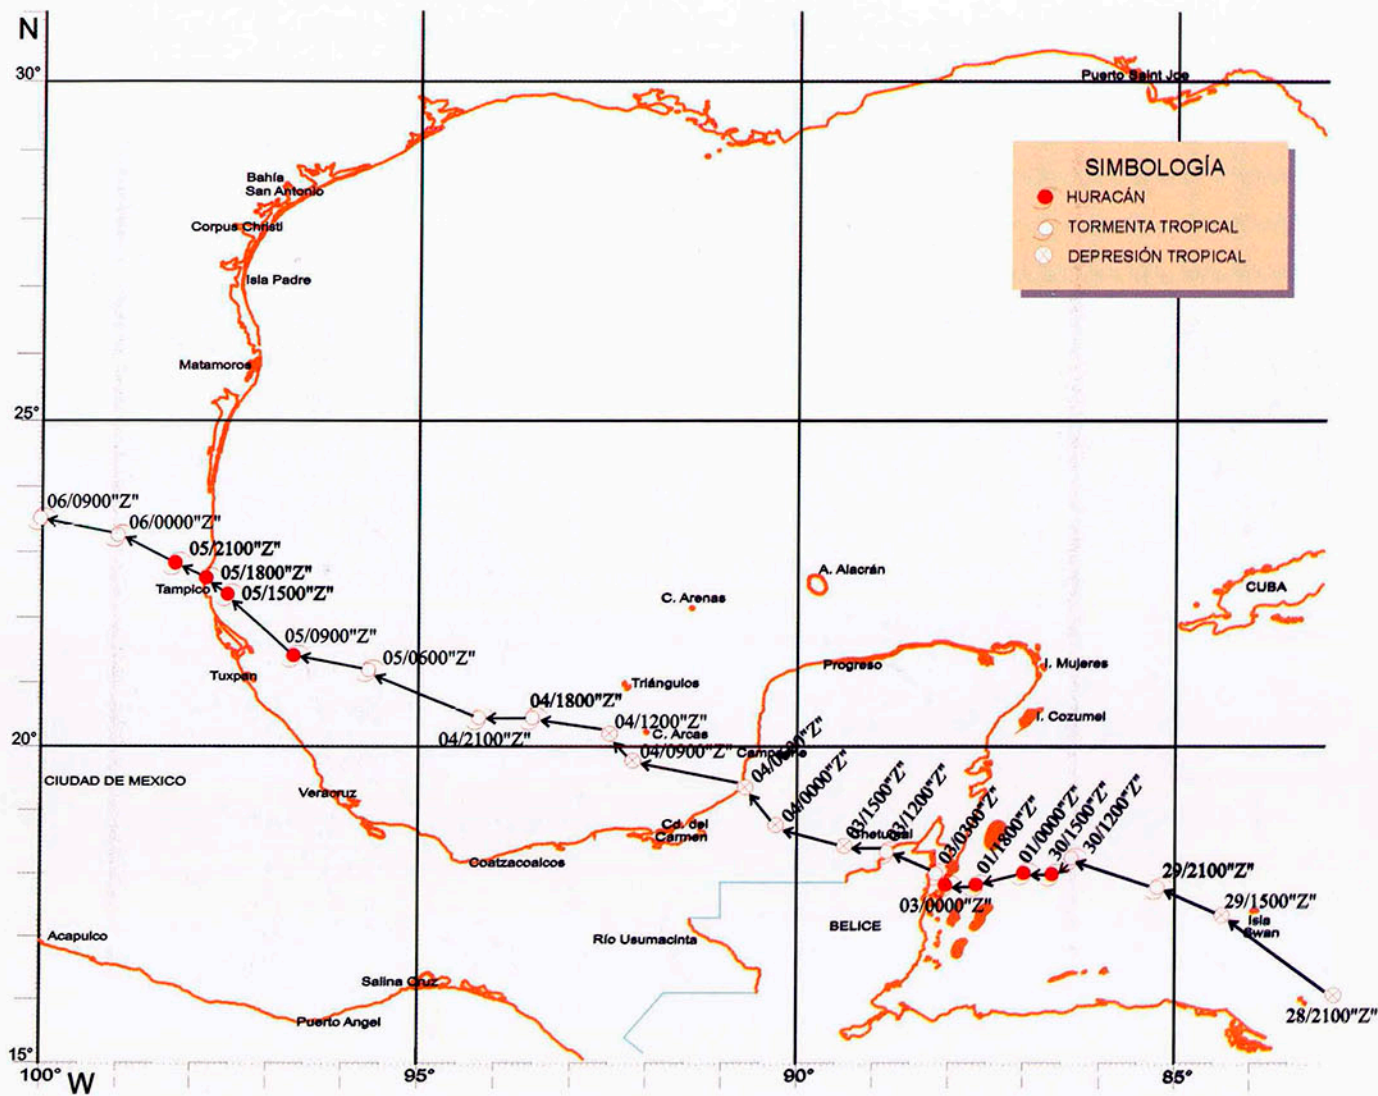 N
30°
Puerto Saint Joe
SIMBOLOGÍA
HURACÁN
TORMENTA TROPICAL
DEPRESIÓN TROPICAL
Bahía
San Antonio
Corpus Christi
Isla Padre
Matamoros
25°
06/0900"Z"
06/0000"Z"
05/2100"Z"
05/1800"Z"
Tampico
05/1500"Z"
A. Alacrán
C. Arenas
CUBA
05/0900"Z"
05/0600"Z"
Tuxpan
Progreso
I. Mujeres
Triángulos
04/1800"Z"
04/1200"Z"
I. Cozumel
C. Arcas
04/2100"Z"
20°
04/0900"Z"
Campeche
04/0600"Z"
04/0000"Z"
03/1500"Z"
03/1200"Z"
03/0300"Z"
01/1800"Z"
01/0000"Z"
30/1500"Z"
30/1200"Z"
CIUDAD DE MEXICO
Veracruz
Cd. del
Carmen
Chetumal
Coatzacoalcos
29/2100"Z"
03/0000"Z"
29/1500"Z"
Isla
Swan
BELICE
Acapulco
Río Usumacinta
Salina Cruz
Puerto Angel
28/2100"Z"
15°
100°
W
95°
90°
85°